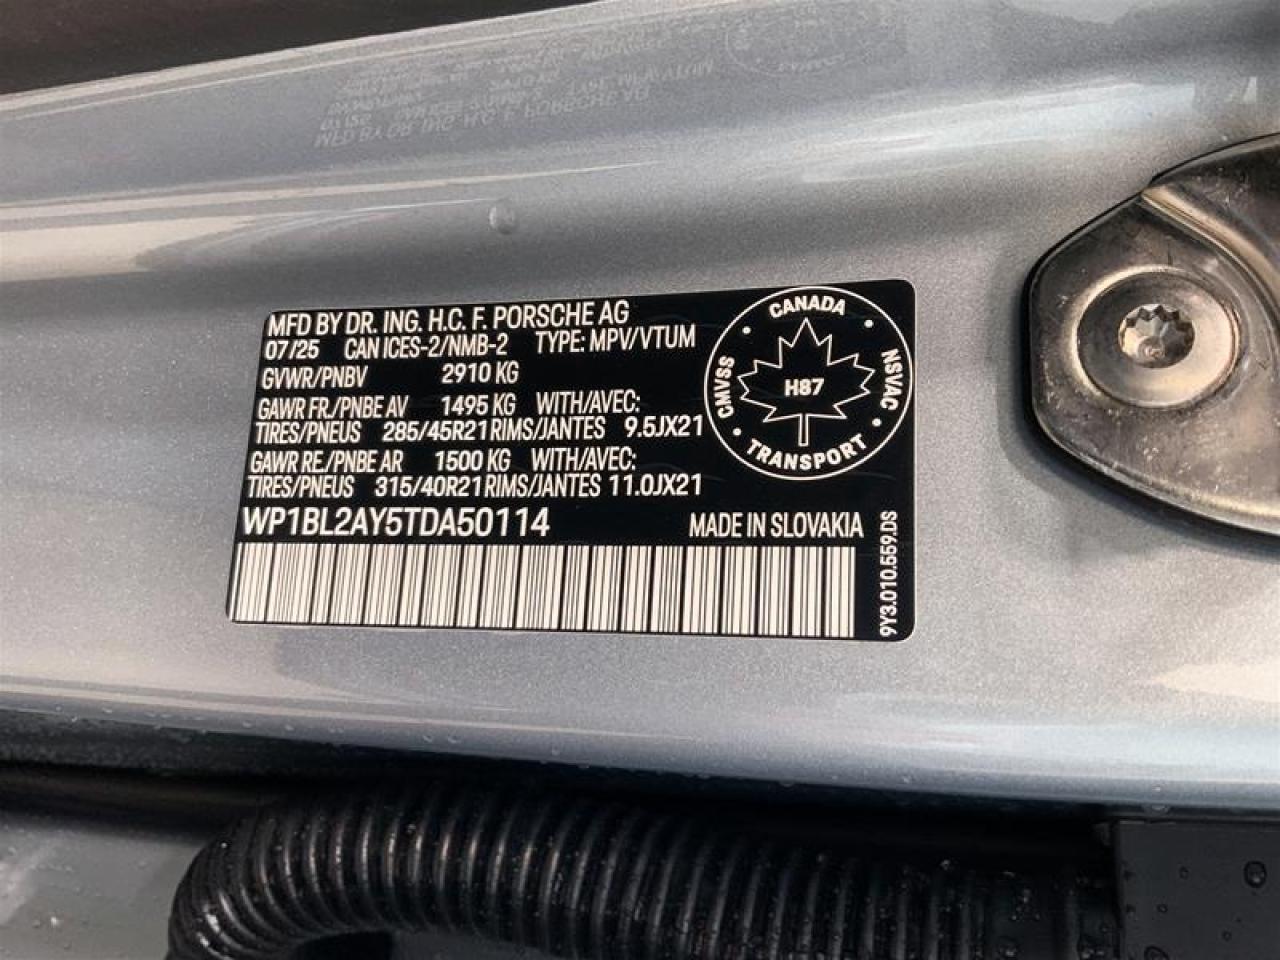 MFD BY DR. ING. H.C. F. PORSCHE AG
07/25 CAN ICES-2/NMB-2 TYPE: MPV/VTUM
GVWR/PNBV 2910 KG
GAWR FR./PNBE AV 1495 KG WITH/AVEC:
TIRES/PNEUS 285/45R21 RIMS/JANTES 9.5JX21
GAWR RE./PNBE AR 1500 KG WITH/AVEC:
TIRES/PNEUS 315/40R21 RIMS/JANTES 11.0JX21
WP1BL2AY5TDA50114 MADE IN SLOVAKIA
CANADA
CMVSS
H87
NSVAC
TRANSPORT
9Y3.010.559.DS